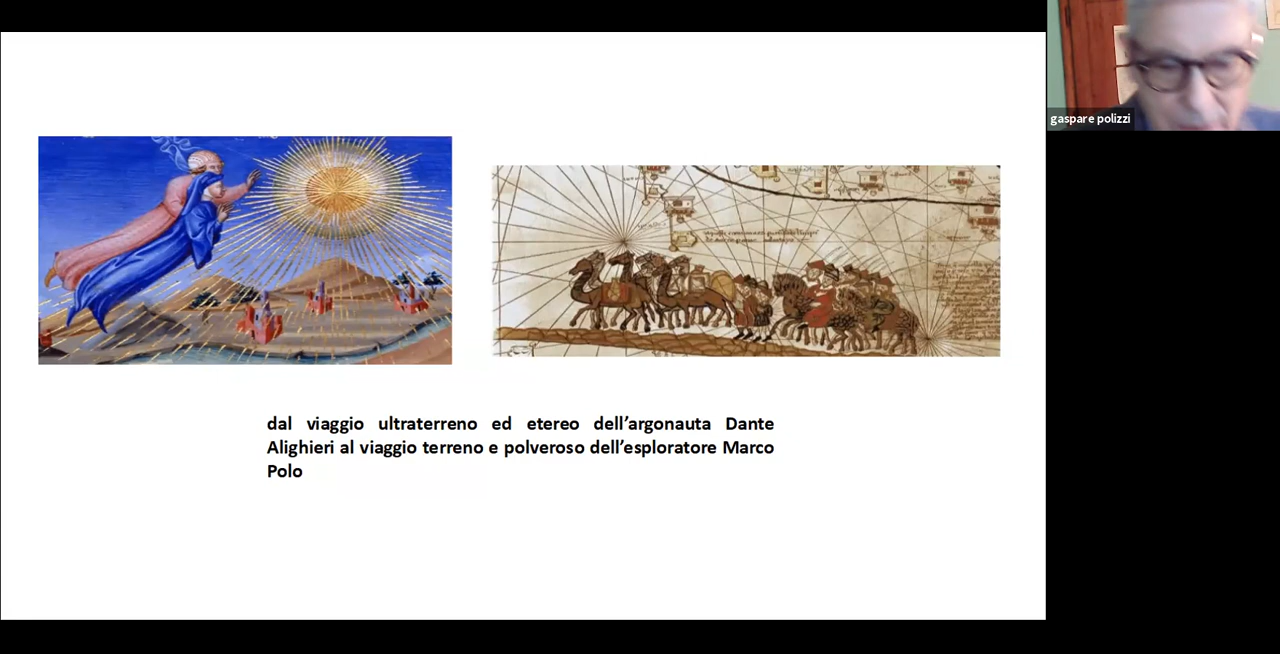 gaspare polizzi
dal viaggio ultraterreno ed etereo dell’argonauta Dante
Alighieri al viaggio terreno e polveroso dell’esploratore Marco
Polo